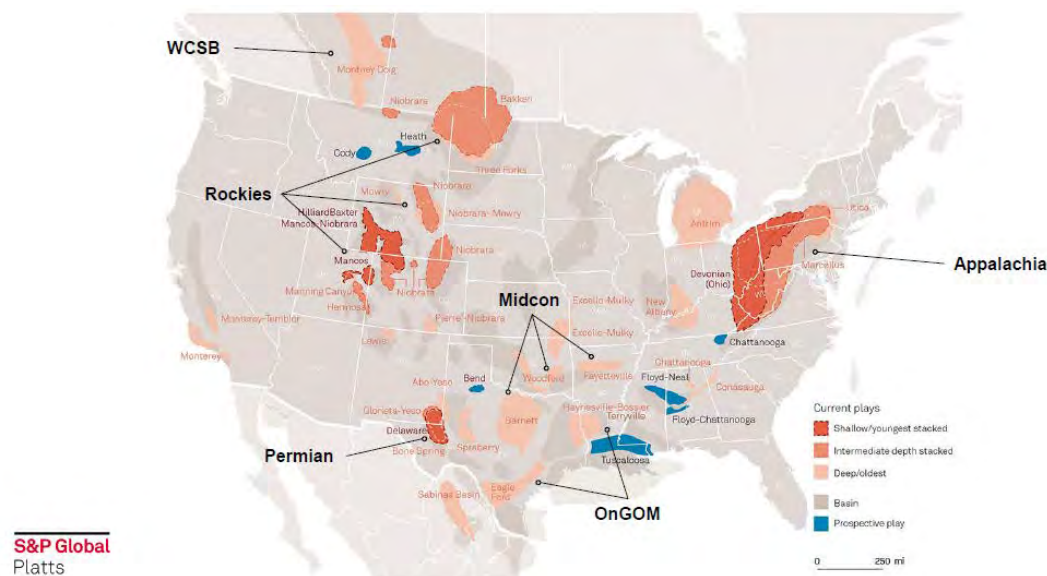 WCSB
Montney Doig
Niobrara
Bakken
Heath
Cody
Three Forks
Rockies
Mowry
Niobrara
Niobrara-Mowry
Hilliard Baxter
Mancos-Niobrara
Niobrara
Mancos
Manning Canyon
Hermosa
Niobrara
Pierre-Niobrara
Lewis
Monterey-Temblor
Monterey
Antrim
Utica
Marcellus
Devonian
(Ohio)
Appalachia
Midcon
Excello-Mulky
New
Albany
Excello-Mulky
Chattanooga
Woodford
Fayetteville
Chattanooga
Bend
Abo-Yeso
Floyd-Neal
Conasauga
Glorieta-Yeso
Barnett
Haynesville-Bossier
Terryville
Floyd-Chattanooga
Delaware
Bone Spring
Spraberry
Permian
Tuscaloosa
Eagle
Ford
Sabinas Basin
OnGOM
Current plays
Shallow/youngest stacked
Intermediate depth stacked
Deep/oldest
Basin
Prospective play
0 250 mi
S&P Global
Platts